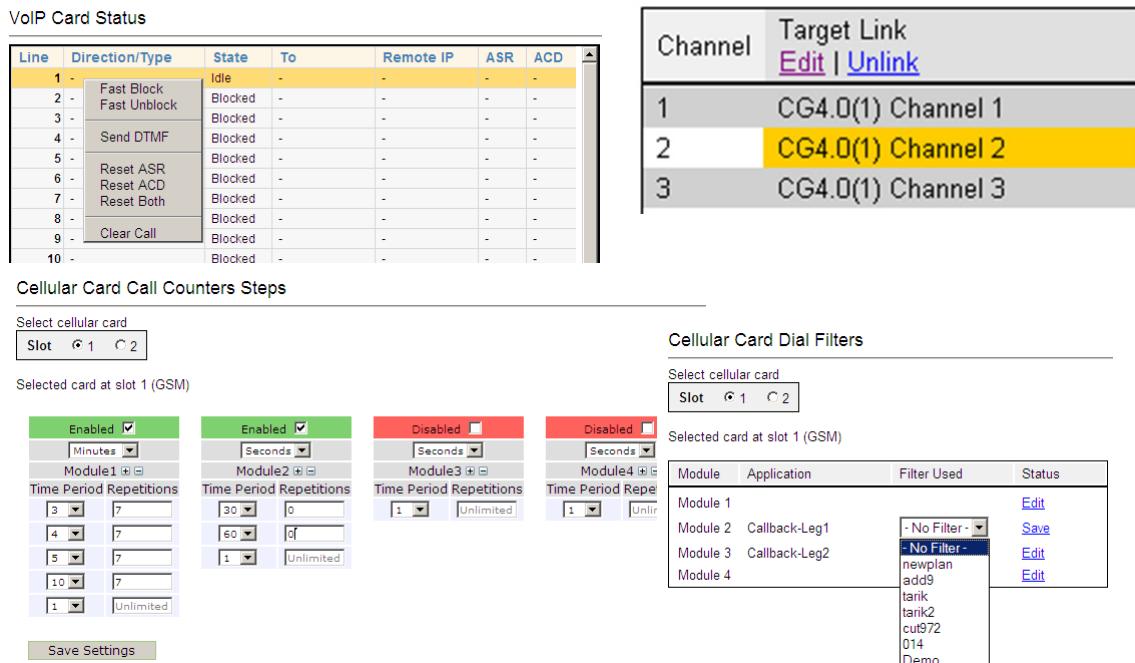 VoIP Card Status
Line Direction/Type State To Remote IP ASR ACD
1 - Idle - - - -
2 - Blocked - - - -
3 - Blocked - - - -
4 - Blocked - - - -
5 - Blocked - - - -
6 - Blocked - - - -
7 - Blocked - - - -
8 - Blocked - - - -
9 - Blocked - - - -
10 - Blocked - - - -
Fast Block
Fast Unblock
Send DTMF
Reset ASR
Reset ACD
Reset Both
Clear Call
Channel Target Link
Edit | Unlink
1 CG4.0(1) Channel 1
2 CG4.0(1) Channel 2
3 CG4.0(1) Channel 3
Cellular Card Call Counters Steps
Select cellular card
Slot 1 2
Selected card at slot 1 (GSM)
Enabled Enabled Disabled Disabled
Minutes Seconds Seconds Seconds
Module1 Module2 Module3 Module4
Time Period Repetitions Time Period Repetitions Time Period Repetitions Time Period Repe
3 7 30 0 1 Unlimited 1 Unli
4 7 60 0
5 7 1 Unlimited
10 7
1 Unlimited
Save Settings
Cellular Card Dial Filters
Select cellular card
Slot 1 2
Selected card at slot 1 (GSM)
Module Application Filter Used Status
Module 1 Edit
Module 2 Callback-Leg1 - No Filter - Save
Module 3 Callback-Leg2 Edit
Module 4 Edit
- No Filter -
newplan
add9
tarik
tarik2
cut972
014
Demo